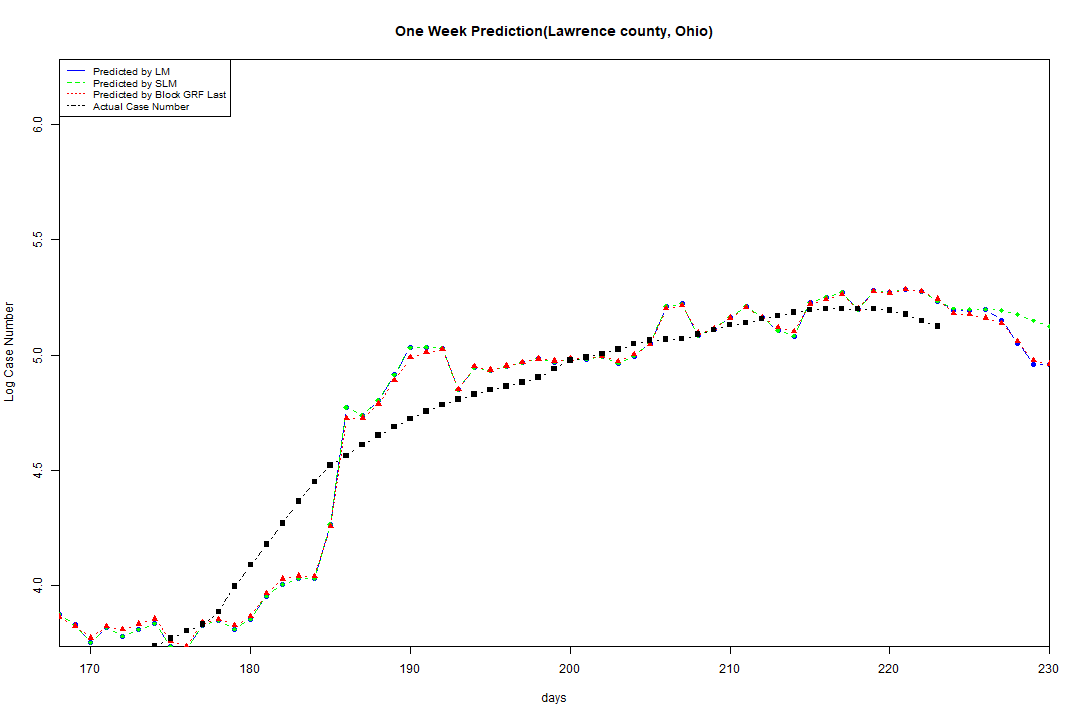 One Week Prediction(Lawrence county, Ohio)
Predicted by LM
Predicted by SLM
Predicted by Block GRF Last
Actual Case Number
6.0
5.5
5.0
4.5
4.0
Log Case Number
170 180 190 200 210 220 230
days